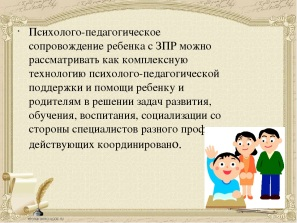 Психолого-педагогическое
сопровождение ребенка с ЗПР можно
рассматривать как комплексную
технологию психолого-педагогической
поддержки и помощи ребенку и
родителям в решении задач развития,
обучения, воспитания, социализации со
стороны специалистов разного проф
действующих координировано.